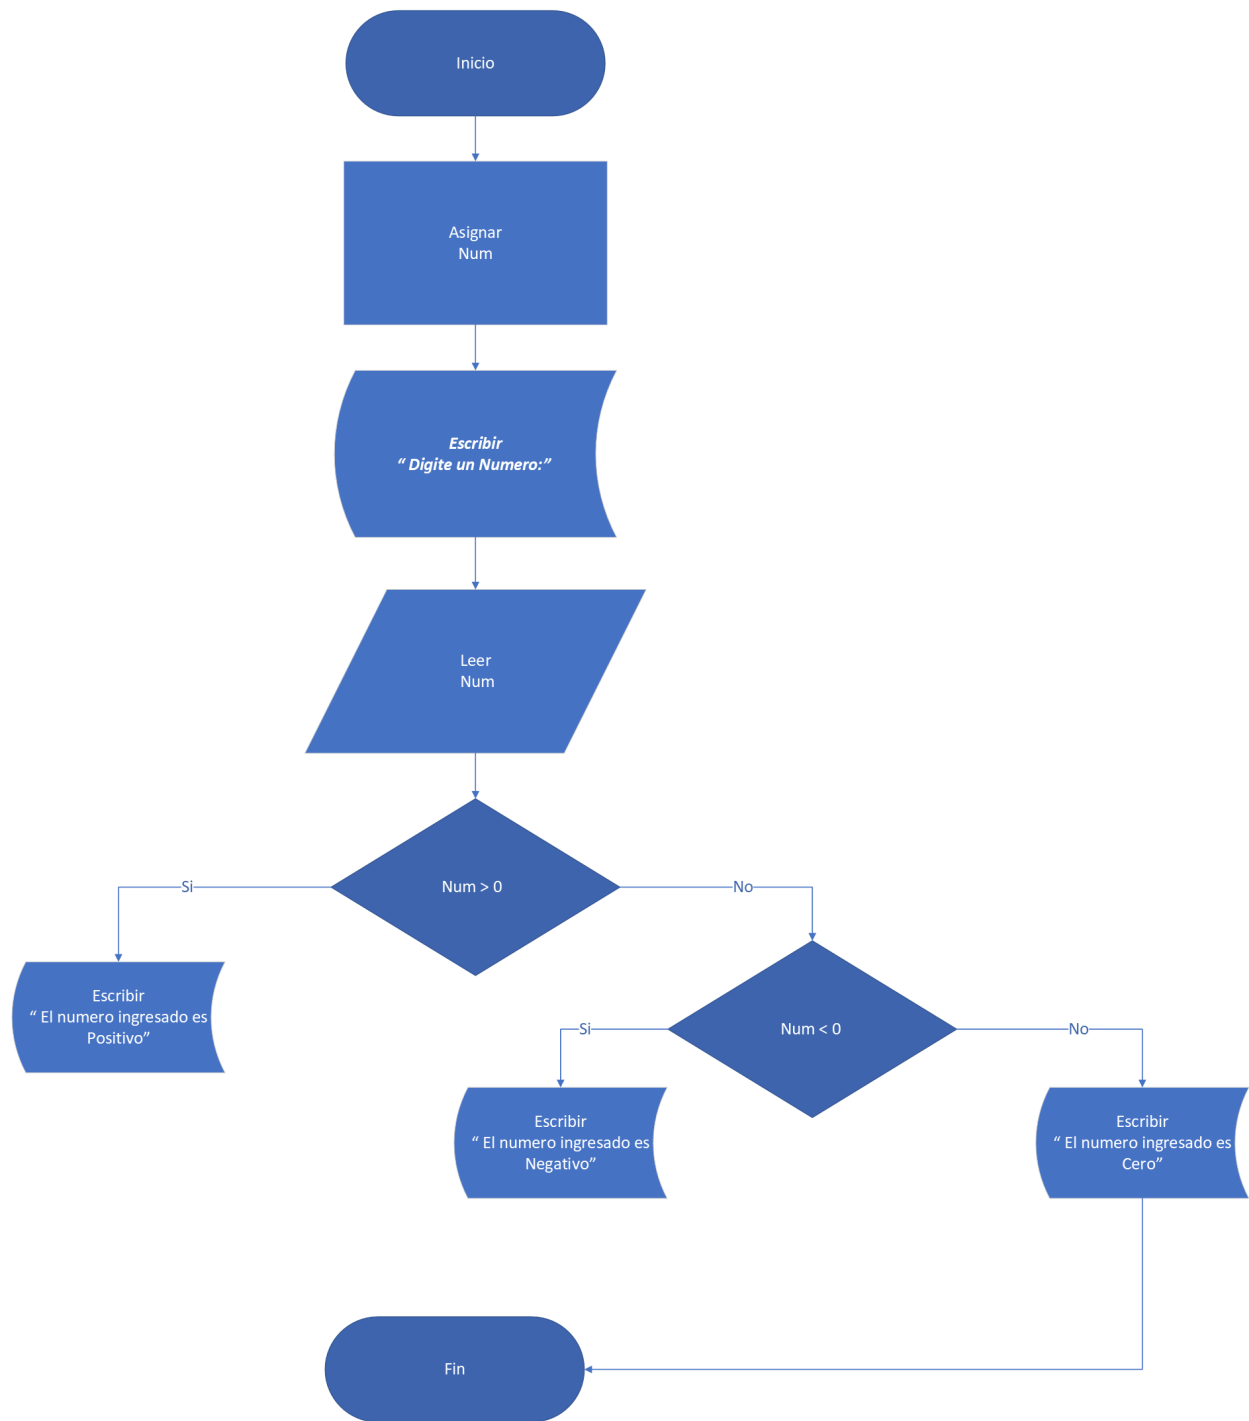 Inicio
Asignar
Num
Escribir
“ Digite un Numero:”
Leer
Num
Num > 0
Si
No
Escribir
“ El numero ingresado es
Positivo”
Num < 0
Si
No
Escribir
“ El numero ingresado es
Negativo”
Escribir
“ El numero ingresado es
Cero”
Fin